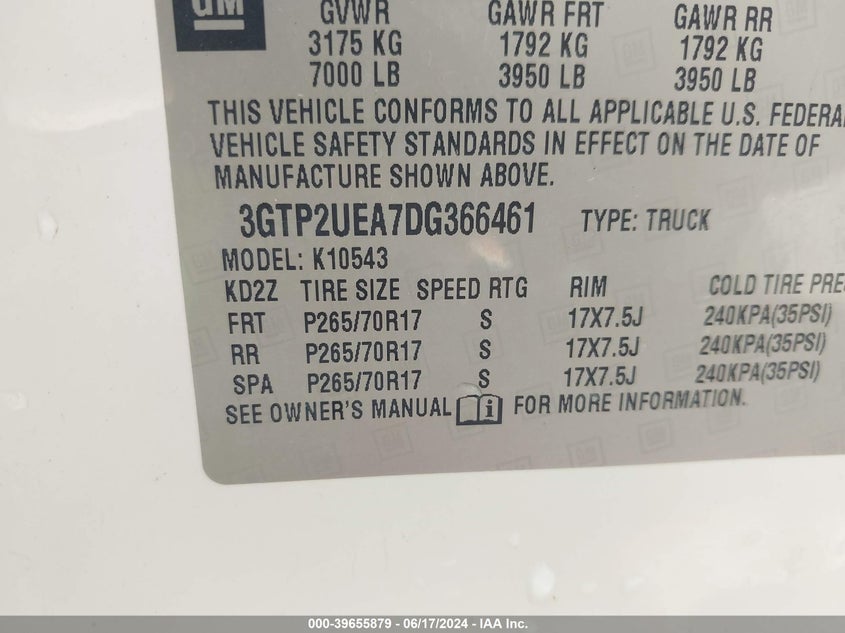 GM
GVWR GAWR FRT GAWR RR
3175 KG 1792 KG 1792 KG
7000 LB 3950 LB 3950 LB
THIS VEHICLE CONFORMS TO ALL APPLICABLE U.S. FEDERA
VEHICLE SAFETY STANDARDS IN EFFECT ON THE DATE OF
MANUFACTURE SHOWN ABOVE.
3GTP2UEA7DG366461 TYPE: TRUCK
MODEL: K10543
KD2Z TIRE SIZE SPEED RTG RIM COLD TIRE PRE
FRT P265/70R17 S 17X7.5J 240KPA(35PSI)
RR P265/70R17 S 17X7.5J 240KPA(35PSI)
SPA P265/70R17 S 17X7.5J 240KPA(35PSI)
SEE OWNER'S MANUAL i FOR MORE INFORMATION.
000-39655879 - 06/17/2024 - IAA Inc.